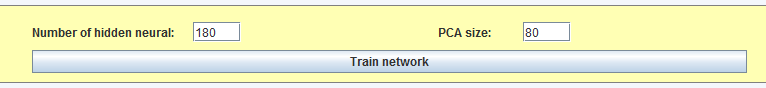 Number of hidden neural: 180 PCA size: 80
Train network